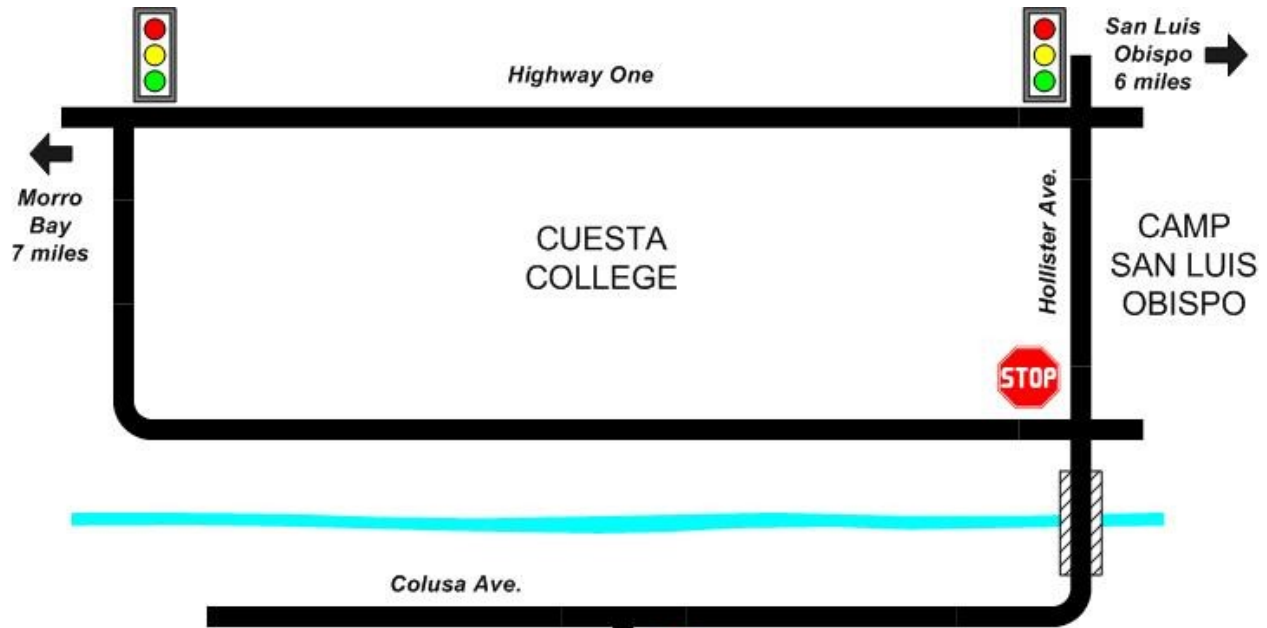 San Luis
Obispo
6 miles
Highway One
Morro
Bay
7 miles
CUESTA
COLLEGE
Hollister Ave.
CAMP
SAN LUIS
OBISPO
STOP
Colusa Ave.